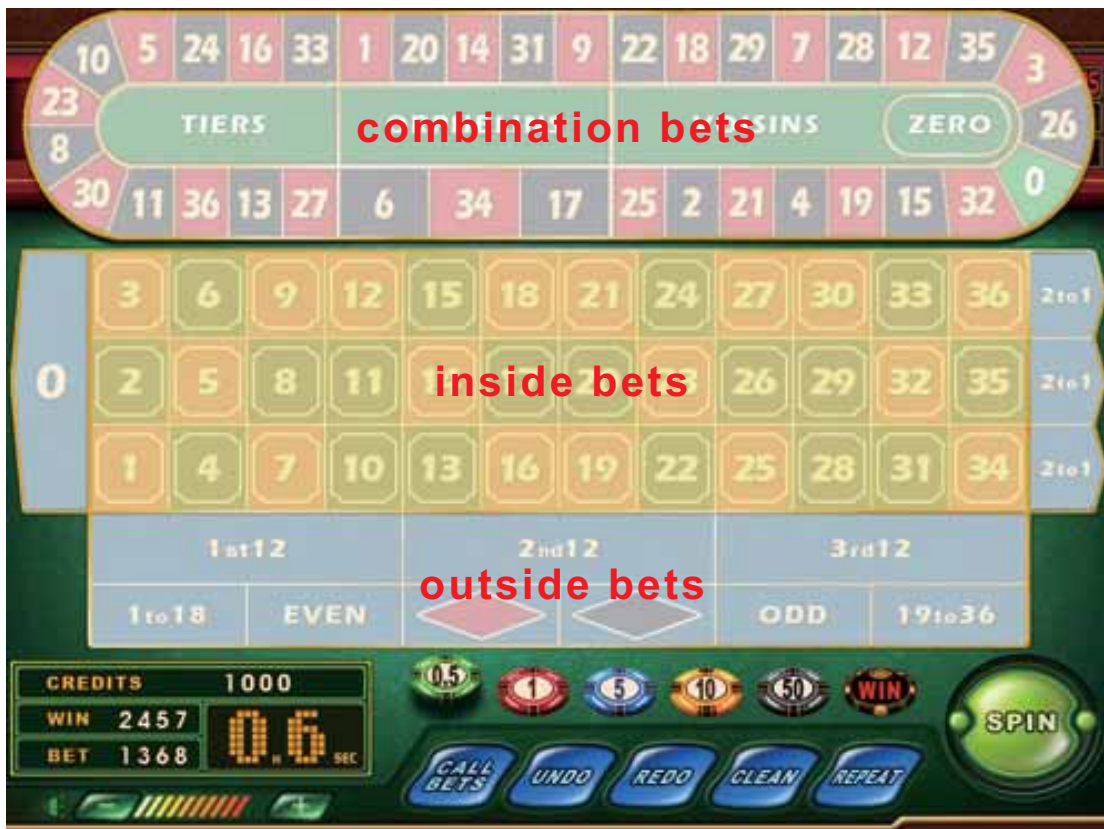 10 5 24 16 33 1 20 14 31 9 22 18 29 7 28 12 35 3
23 26
TIERS combination bets ZERO
8 0
30 11 36 13 27 6 34 17 25 2 21 4 19 15 32
3 6 9 12 15 18 21 24 27 30 33 36 2to1
0 2 5 8 11 inside bets 26 29 32 35 2to1
1 4 7 10 13 16 19 22 25 28 31 34 2to1
1st12 2nd12 3rd12
outside bets
1to18 EVEN ODD 19to36
CREDITS 1000
WIN 2457
BET 1368
06 SEC
0.5 1 5 10 50 WIN
SPIN
CALL BETS UNDO REDO CLEAN REPEAT
- +